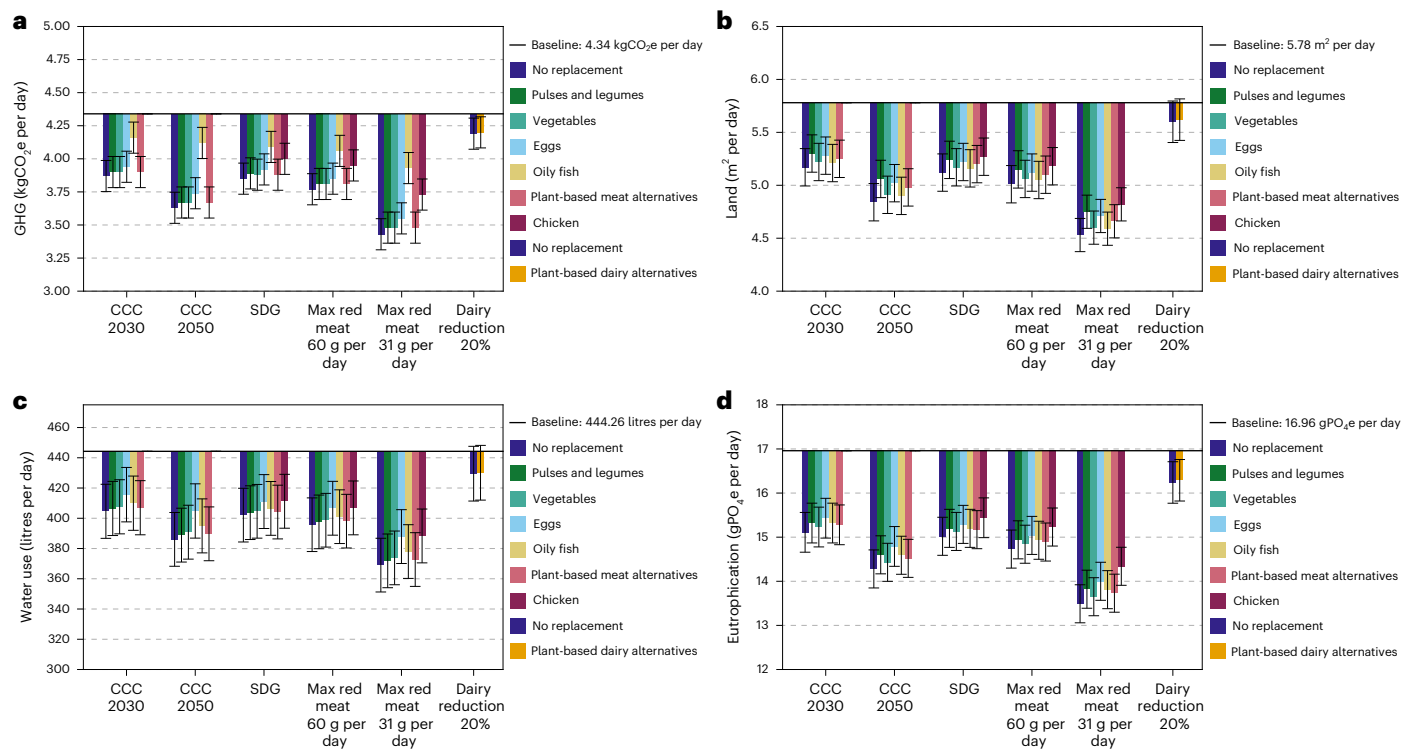 a
GHG (kgCO₂e per day)
5.00
4.75
4.50
4.25
4.00
3.75
3.50
3.25
3.00
CCC
2030
CCC
2050
SDG
Max red
meat
60 g per
day
Max red
meat
31 g per
day
Dairy
reduction
20%
Baseline: 4.34 kgCO₂e per day
No replacement
Pulses and legumes
Vegetables
Eggs
Oily fish
Plant-based meat alternatives
Chicken
No replacement
Plant-based dairy alternatives
b
Land (m² per day)
6.5
6.0
5.5
5.0
4.5
4.0
CCC
2030
CCC
2050
SDG
Max red
meat
60 g per
day
Max red
meat
31 g per
day
Dairy
reduction
20%
Baseline: 5.78 m² per day
No replacement
Pulses and legumes
Vegetables
Eggs
Oily fish
Plant-based meat alternatives
Chicken
No replacement
Plant-based dairy alternatives
c
Water use (litres per day)
460
440
420
400
380
360
340
320
300
CCC
2030
CCC
2050
SDG
Max red
meat
60 g per
day
Max red
meat
31 g per
day
Dairy
reduction
20%
Baseline: 444.26 litres per day
No replacement
Pulses and legumes
Vegetables
Eggs
Oily fish
Plant-based meat alternatives
Chicken
No replacement
Plant-based dairy alternatives
d
Eutrophication (gPO₄e per day)
18
17
16
15
14
13
12
CCC
2030
CCC
2050
SDG
Max red
meat
60 g per
day
Max red
meat
31 g per
day
Dairy
reduction
20%
Baseline: 16.96 gPO₄e per day
No replacement
Pulses and legumes
Vegetables
Eggs
Oily fish
Plant-based meat alternatives
Chicken
No replacement
Plant-based dairy alternatives